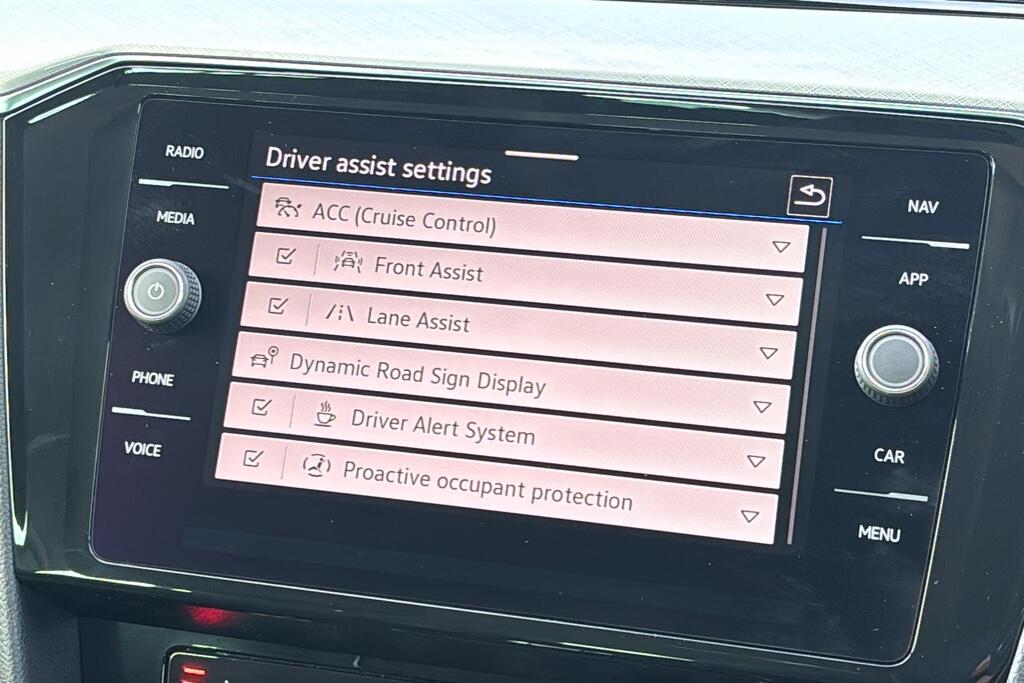 RADIO
MEDIA
PHONE
VOICE
Driver assist settings
ACC (Cruise Control)
Front Assist
Lane Assist
Dynamic Road Sign Display
Driver Alert System
Proactive occupant protection
NAV
APP
CAR
MENU